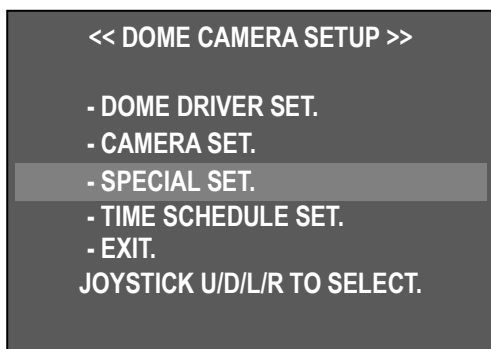 << DOME CAMERA SETUP >>
- DOME DRIVER SET.
- CAMERA SET.
- SPECIAL SET.
- TIME SCHEDULE SET.
- EXIT.
JOYSTICK U/D/L/R TO SELECT.